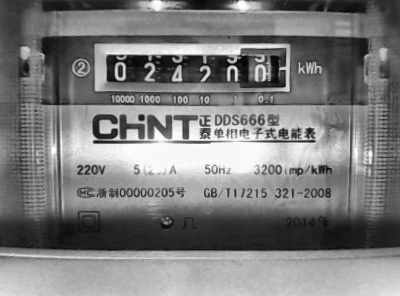 ② 0 2 4 2 0 0 kWh
10000 1000 100 10 1 0.1
CHNT 正 DDS666型
泰 单相电子式电能表
220V 5(20)A 50Hz 3200imp/kWh
MC 浙制00000205号 GB/T17215 321-2008
2014年